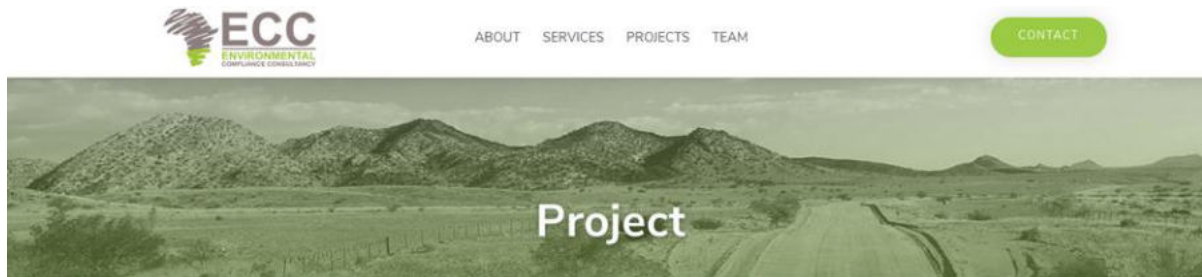 ECC
ENVIRONMENTAL
COMPLIANCE CONSULTANCY
ABOUT SERVICES PROJECTS TEAM
CONTACT
Project